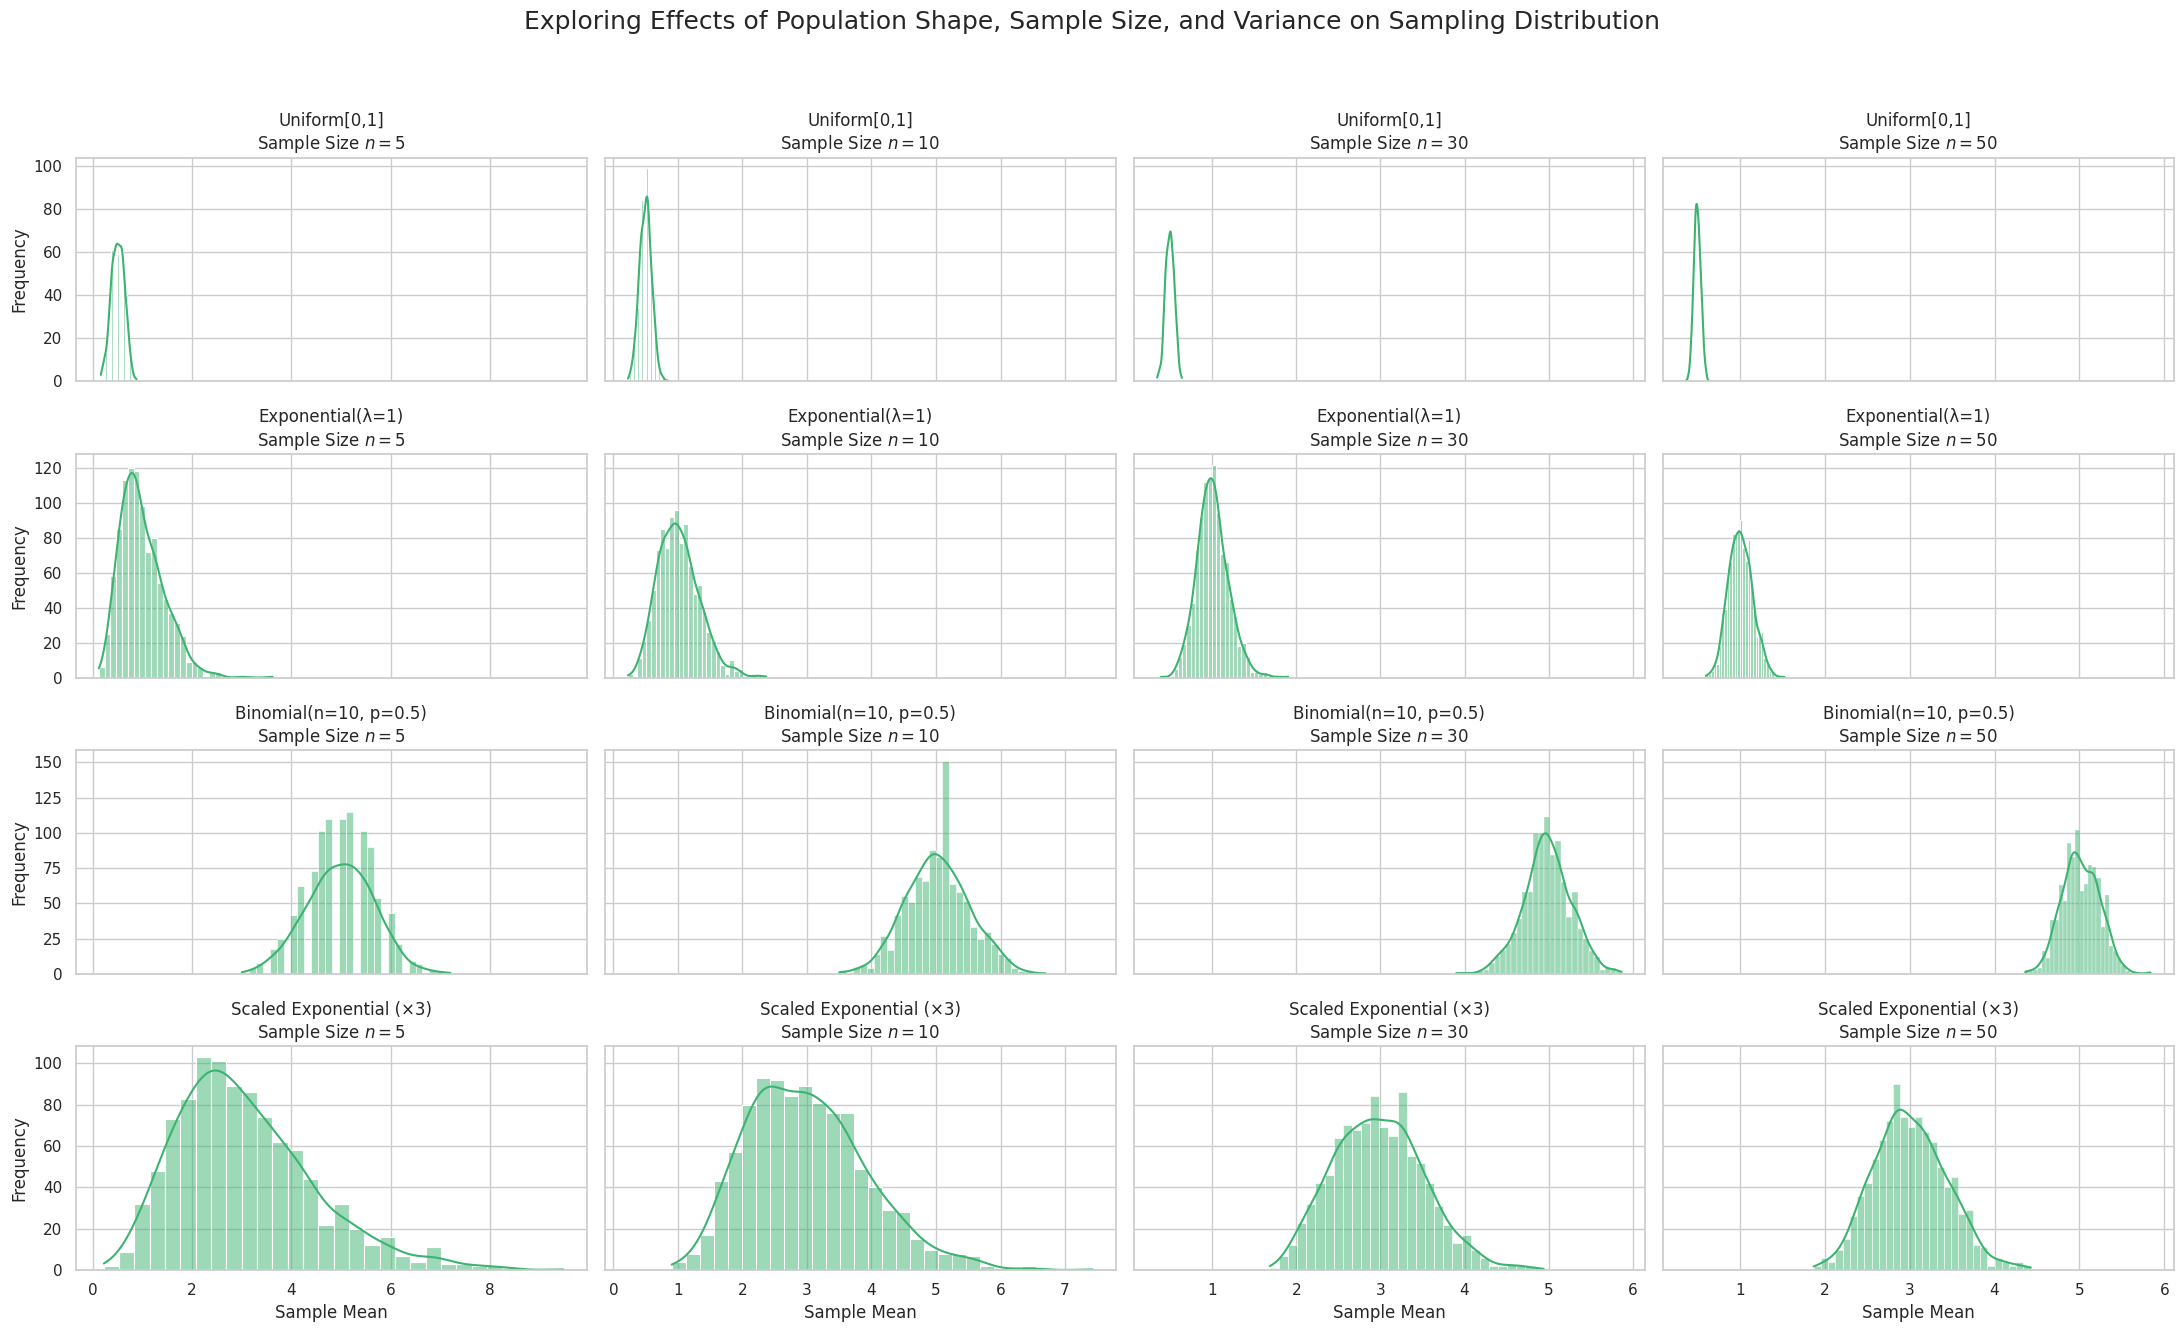 Exploring Effects of Population Shape, Sample Size, and Variance on Sampling Distribution
Uniform[0,1]
Sample Size n = 5
Uniform[0,1]
Sample Size n = 10
Uniform[0,1]
Sample Size n = 30
Uniform[0,1]
Sample Size n = 50
100
80
60
40
20
0
Frequency
Exponential(λ=1)
Sample Size n = 5
Exponential(λ=1)
Sample Size n = 10
Exponential(λ=1)
Sample Size n = 30
Exponential(λ=1)
Sample Size n = 50
120
100
80
60
40
20
0
Frequency
Binomial(n=10, p=0.5)
Sample Size n = 5
Binomial(n=10, p=0.5)
Sample Size n = 10
Binomial(n=10, p=0.5)
Sample Size n = 30
Binomial(n=10, p=0.5)
Sample Size n = 50
150
125
100
75
50
25
0
Frequency
Scaled Exponential (×3)
Sample Size n = 5
Scaled Exponential (×3)
Sample Size n = 10
Scaled Exponential (×3)
Sample Size n = 30
Scaled Exponential (×3)
Sample Size n = 50
100
80
60
40
20
0
Frequency
0 2 4 6 8
Sample Mean
0 1 2 3 4 5 6 7
Sample Mean
1 2 3 4 5 6
Sample Mean
1 2 3 4 5 6
Sample Mean